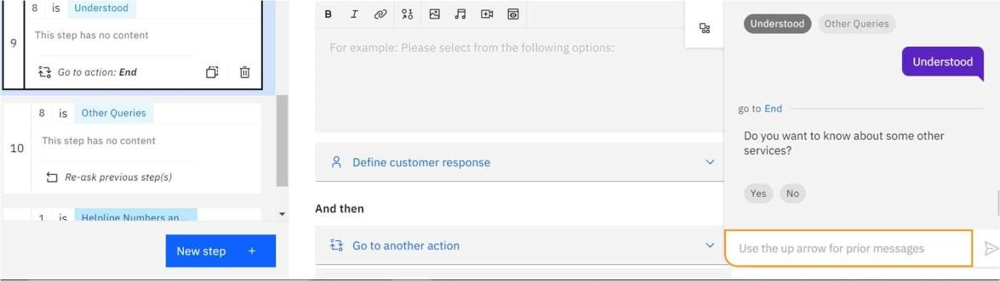 8 is Understood
9
This step has no content
Go to action: End
8 is Other Queries
10
This step has no content
Re-ask previous step(s)
1 is Helpline Numbers an...
New step +
B I
For example: Please select from the following options:
Define customer response
And then
Go to another action
Understood Other Queries
Understood
go to End
Do you want to know about some other
services?
Yes No
Use the up arrow for prior messages